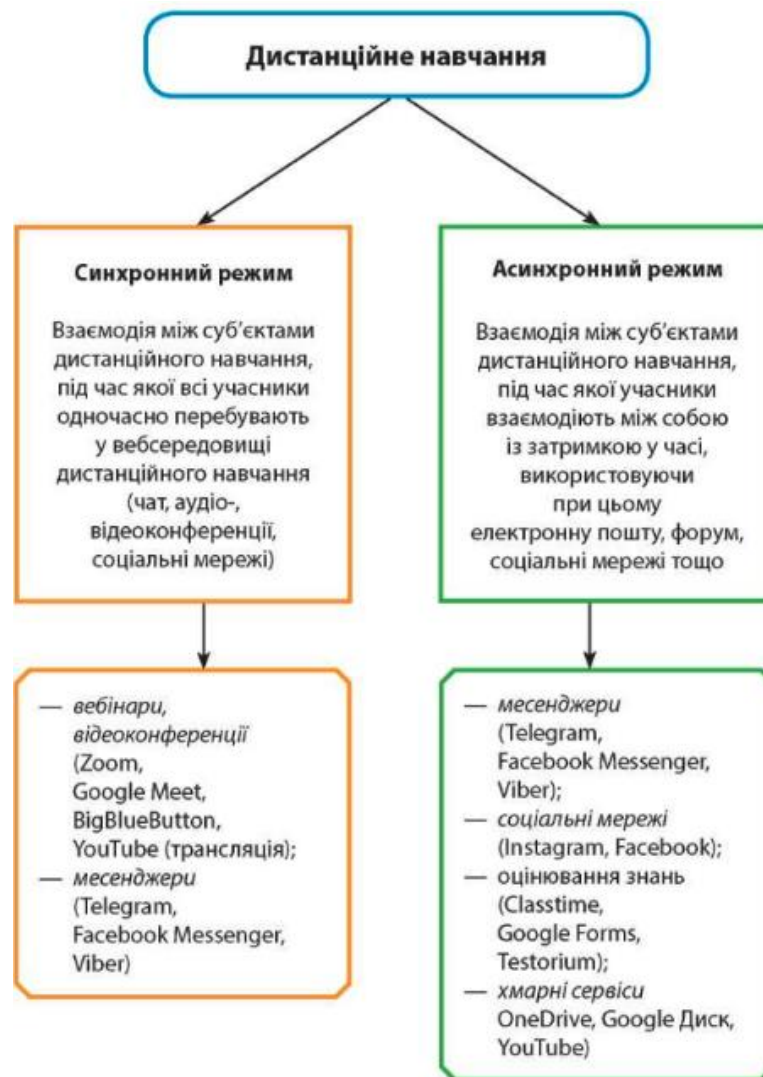 Дистанційне навчання
Синхронний режим
Взаємодія між суб’єктами
дистанційного навчання,
під час якої всі учасники
одночасно перебувають
у вебсередовищі
дистанційного навчання
(чат, аудіо-,
відеоконференції,
соціальні мережі)
— вебінари,
відеоконференції
(Zoom,
Google Meet,
BigBlueButton,
YouTube (трансляція);
— месенджери
(Telegram,
Facebook Messenger,
Viber)
Асинхронний режим
Взаємодія між суб’єктами
дистанційного навчання,
під час якої учасники
взаємодіють між собою
із затримкою у часі,
використовуючи
при цьому
електронну пошту, форум,
соціальні мережі тощо
— месенджери
(Telegram,
Facebook Messenger,
Viber);
— соціальні мережі
(Instagram, Facebook);
— оцінювання знань
(Classtime,
Google Forms,
Testorium);
— хмарні сервіси
OneDrive, Google Диск,
YouTube)